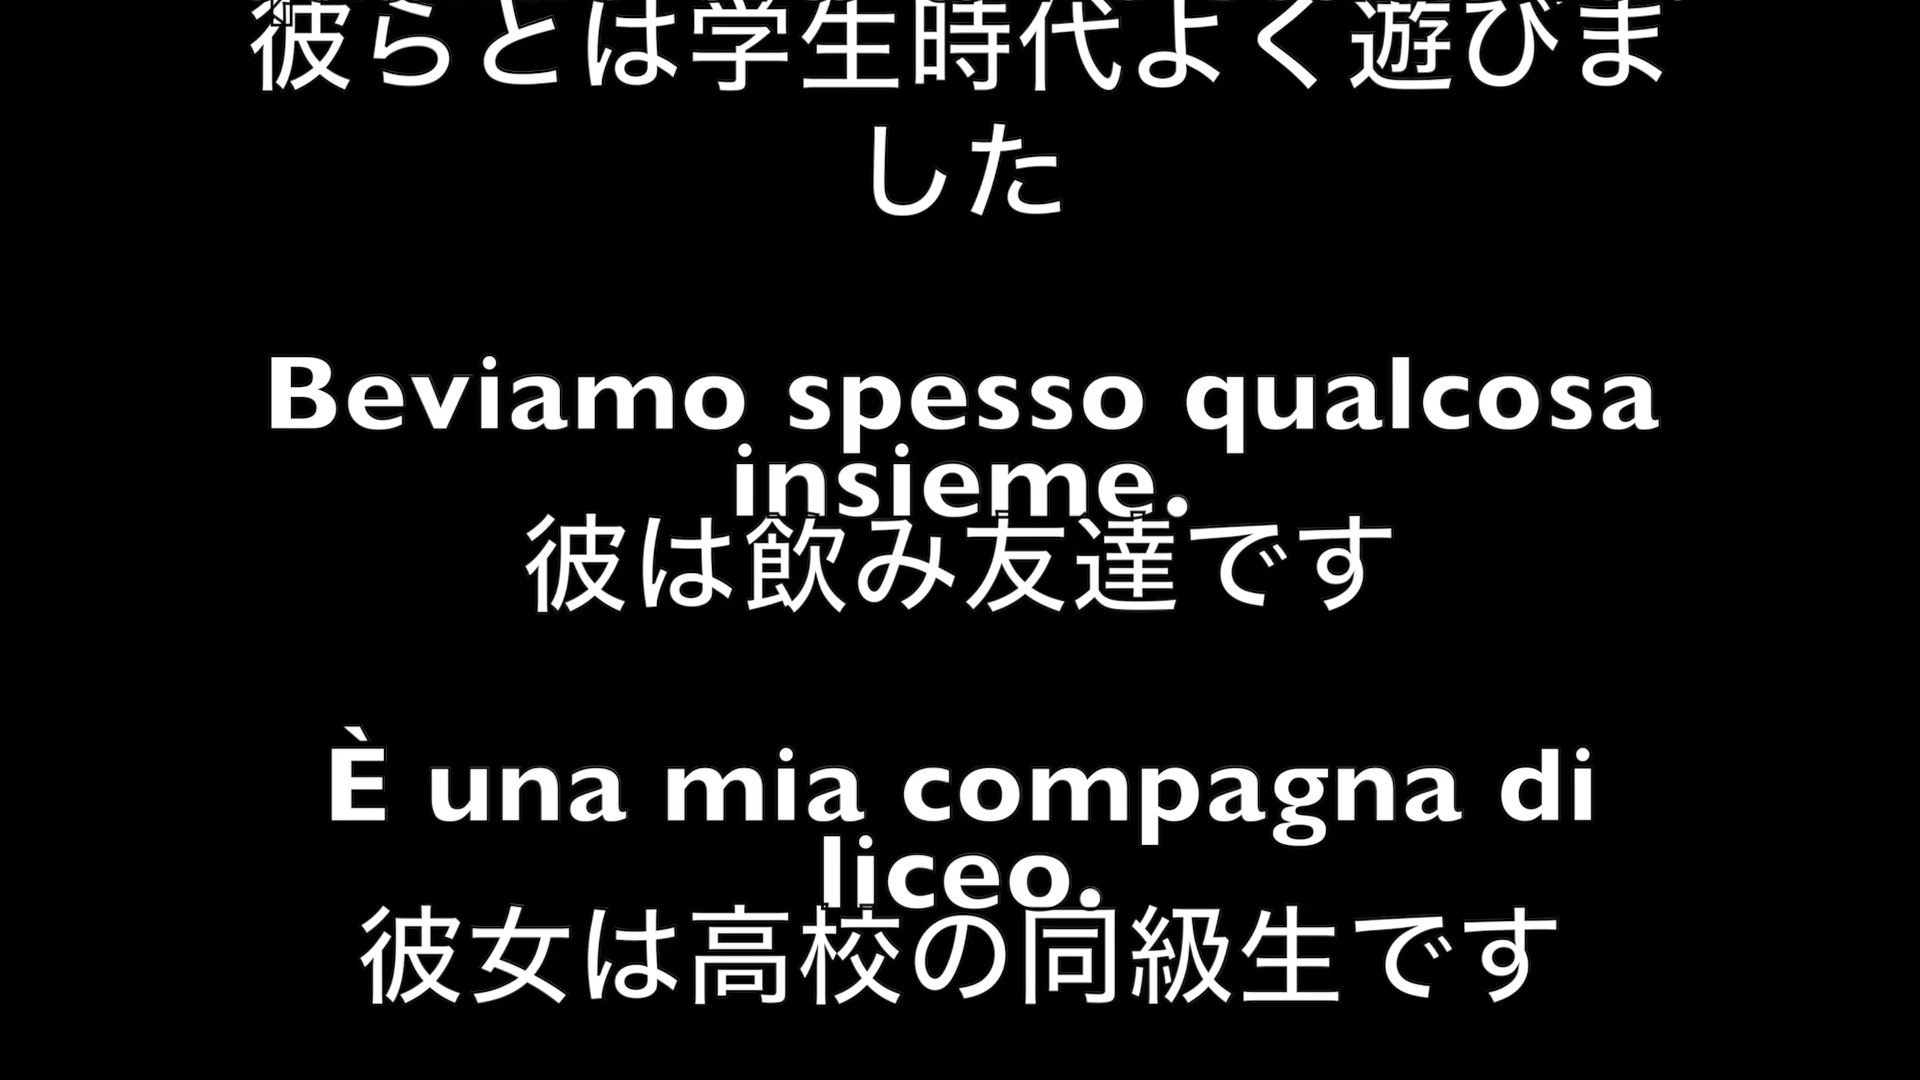 彼らとは学生時代よく遊びま
した
Beviamo spesso qualcosa
insieme.
彼は飲み友達です
È una mia compagna di
liceo.
彼女は高校の同級生です